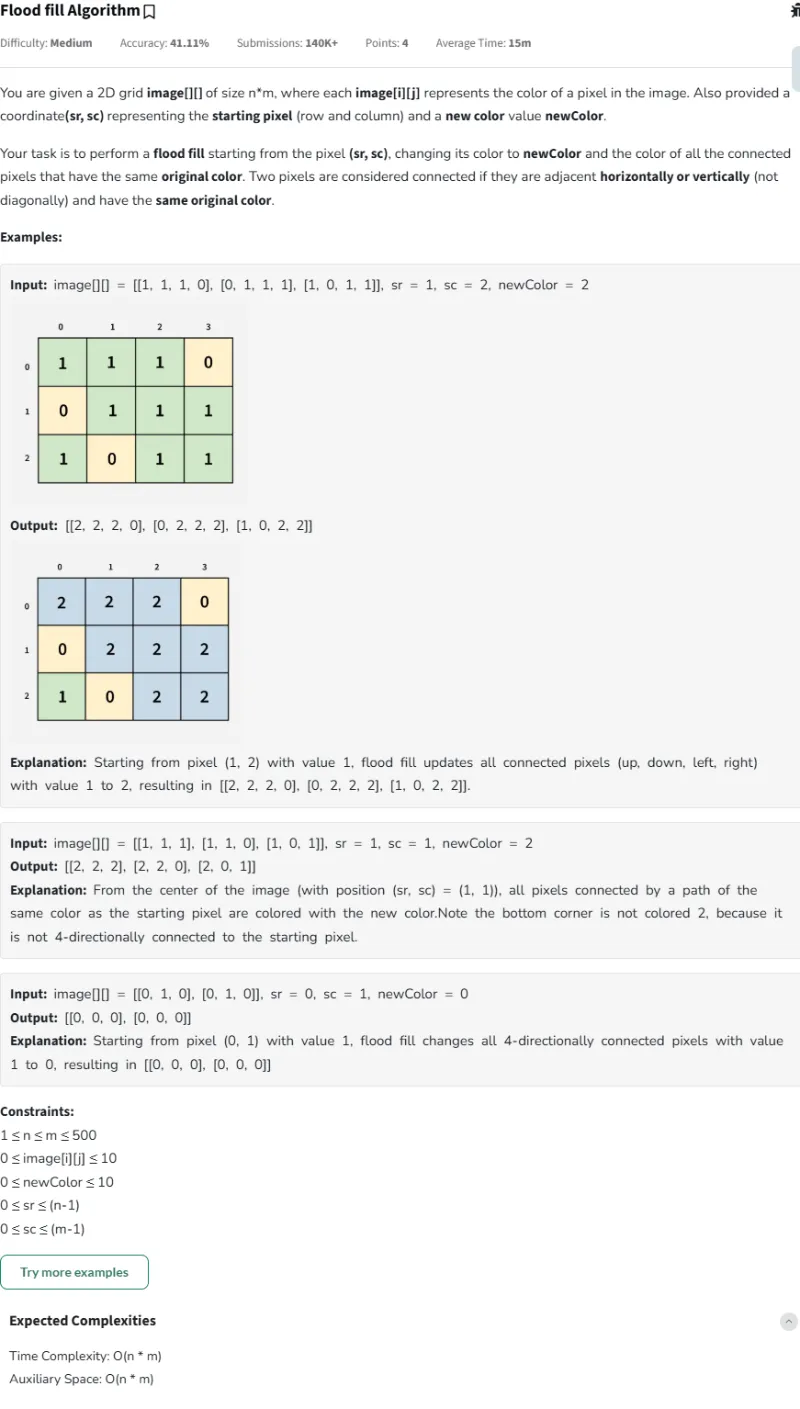 Flood fill Algorithm
Difficulty: Medium Accuracy: 41.11% Submissions: 140K+ Points: 4 Average Time: 15m
You are given a 2D grid image[][] of size n*m, where each image[i][j] represents the color of a pixel in the image. Also provided a
coordinate(sr, sc) representing the starting pixel (row and column) and a new color value newColor.
Your task is to perform a flood fill starting from the pixel (sr, sc), changing its color to newColor and the color of all the connected
pixels that have the same original color. Two pixels are considered connected if they are adjacent horizontally or vertically (not
diagonally) and have the same original color.
Examples:
Input: image[][] = [[1, 1, 1, 0], [0, 1, 1, 1], [1, 0, 1, 1]], sr = 1, sc = 2, newColor = 2
0 1 2 3
0 1 1 1 0
1 0 1 1 1
2 1 0 1 1
Output: [[2, 2, 2, 0], [0, 2, 2, 2], [1, 0, 2, 2]]
0 1 2 3
0 2 2 2 0
1 0 2 2 2
2 1 0 2 2
Explanation: Starting from pixel (1, 2) with value 1, flood fill updates all connected pixels (up, down, left, right)
with value 1 to 2, resulting in [[2, 2, 2, 0], [0, 2, 2, 2], [1, 0, 2, 2]].
Input: image[][] = [[1, 1, 1], [1, 1, 0], [1, 0, 1]], sr = 1, sc = 1, newColor = 2
Output: [[2, 2, 2], [2, 2, 0], [2, 0, 1]]
Explanation: From the center of the image (with position (sr, sc) = (1, 1)), all pixels connected by a path of the
same color as the starting pixel are colored with the new color.Note the bottom corner is not colored 2, because it
is not 4-directionally connected to the starting pixel.
Input: image[][] = [[0, 1, 0], [0, 1, 0]], sr = 0, sc = 1, newColor = 0
Output: [[0, 0, 0], [0, 0, 0]]
Explanation: Starting from pixel (0, 1) with value 1, flood fill changes all 4-directionally connected pixels with value
1 to 0, resulting in [[0, 0, 0], [0, 0, 0]]
Constraints:
1 ≤ n ≤ m ≤ 500
0 ≤ image[i][j] ≤ 10
0 ≤ newColor ≤ 10
0 ≤ sr ≤ (n-1)
0 ≤ sc ≤ (m-1)
Try more examples
Expected Complexities
Time Complexity: O(n * m)
Auxiliary Space: O(n * m)